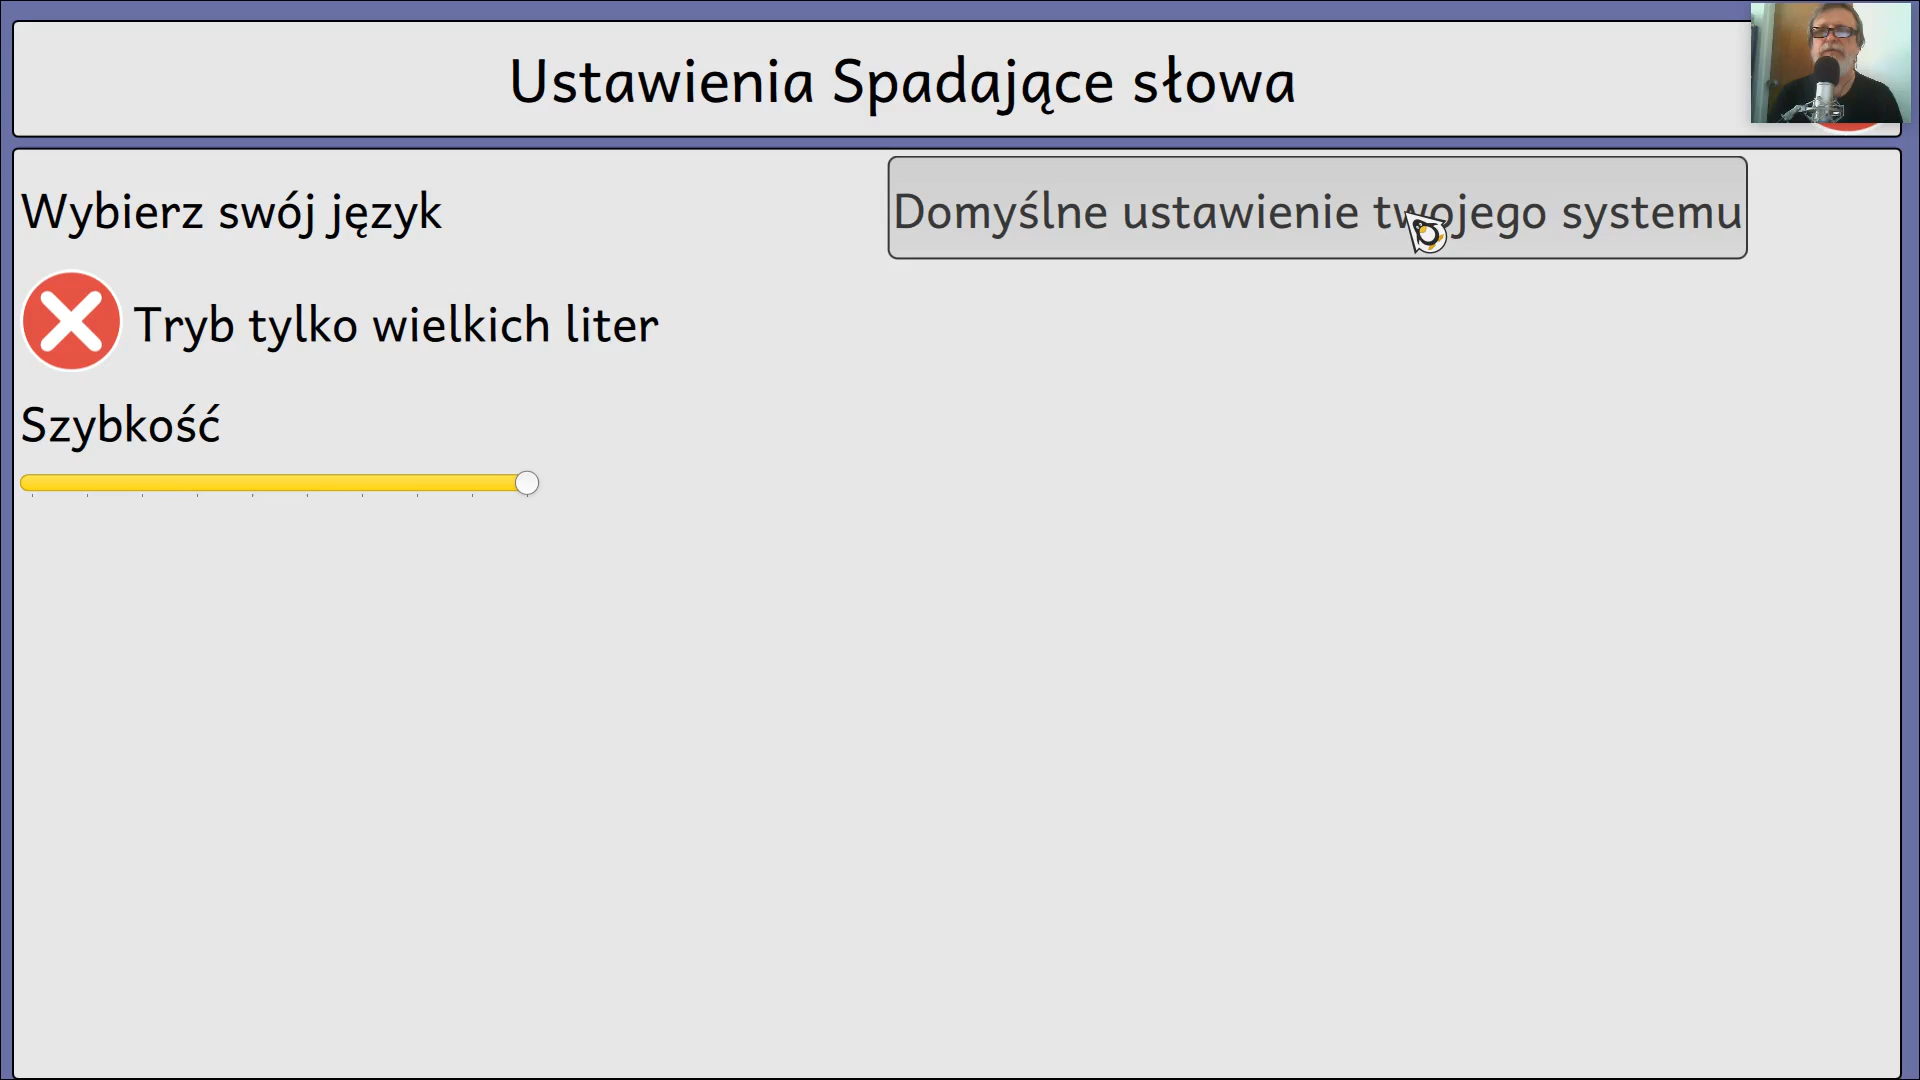 Ustawienia Spadające słowa
Wybierz swój język
Domyślne ustawienie twojego systemu
Tryb tylko wielkich liter
Szybkość